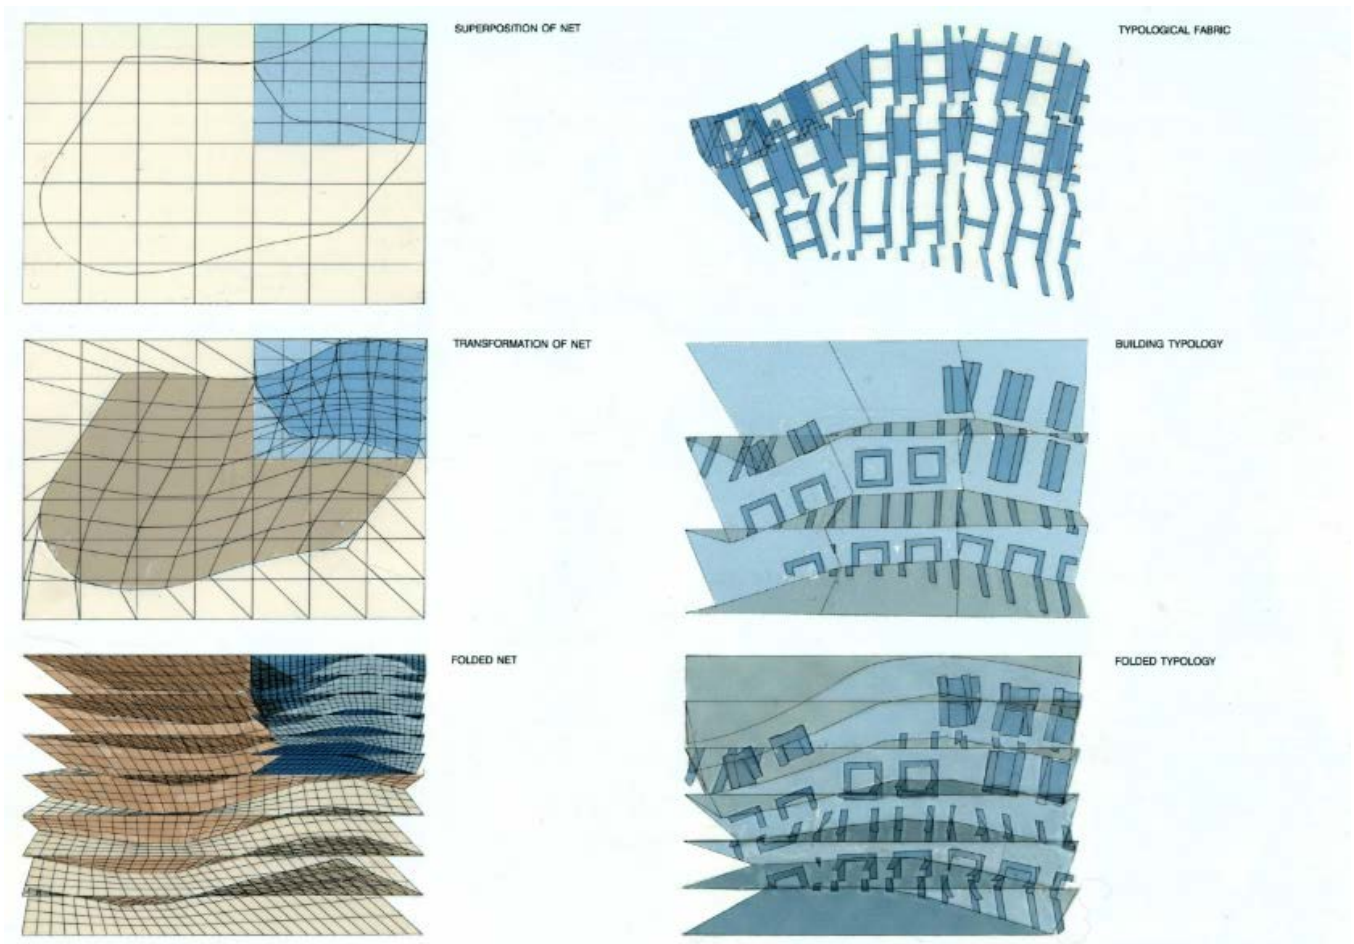 SUPERPOSITION OF NET
TYPOLOGICAL FABRIC
TRANSFORMATION OF NET
BUILDING TYPOLOGY
FOLDED NET
FOLDED TYPOLOGY